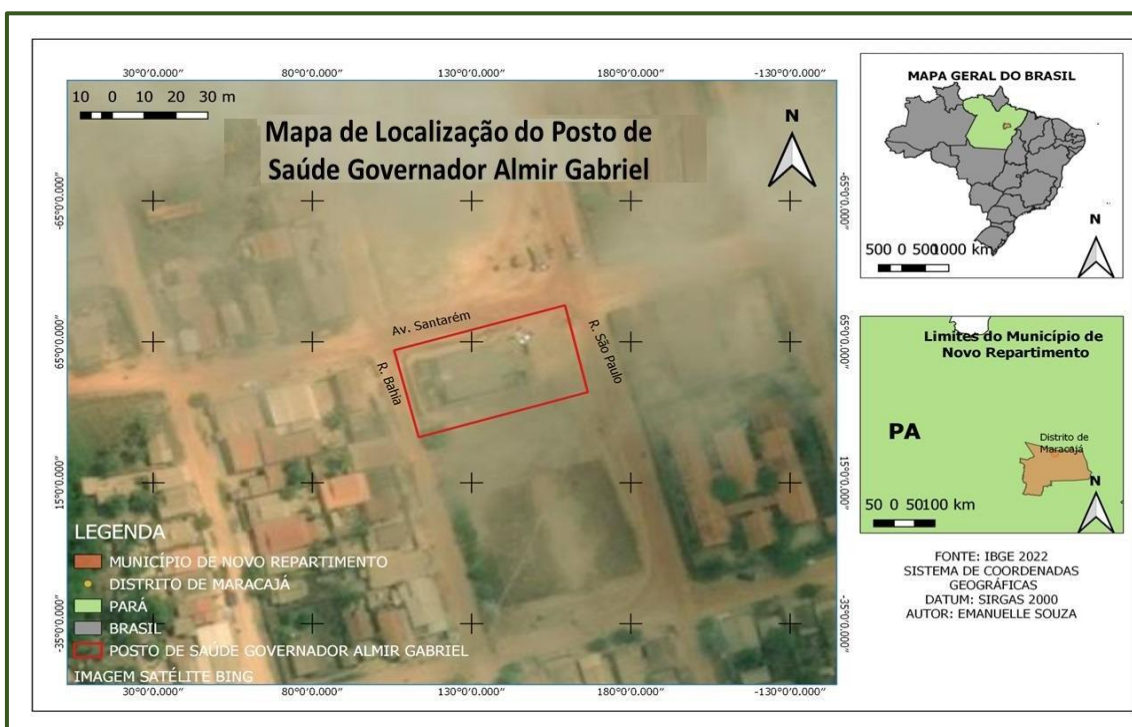 30°0'0.000" 80°0'0.000" 130°0'0.000" 180°0'0.000" -130°0'0.000"
10 0 10 20 30 m
Mapa de Localização do Posto de
Saúde Governador Almir Gabriel
N
-65°0'0.000"
65°0'0.000"
15°0'0.000"
-35°0'0.000"
Av. Santarém
R. Bahia
R. São Paulo
LEGENDA
MUNICÍPIO DE NOVO REPARTIMENTO
DISTRITO DE MARACAJÁ
PARÁ
BRASIL
POSTO DE SAÚDE GOVERNADOR ALMIR GABRIEL
IMAGEM SATÉLITE BING
-65°0'0.000"
65°0'0.000"
15°0'0.000"
-35°0'0.000"
30°0'0.000" 80°0'0.000" 130°0'0.000" 180°0'0.000" -130°0'0.000"
MAPA GERAL DO BRASIL
N
500 0 5001000 km
Limites do Município de
Novo Repartimento
PA
Distrito de
Maracajá
N
50 0 50100 km
FONTE: IBGE 2022
SISTEMA DE COORDENADAS
GEOGRÁFICAS
DATUM: SIRGAS 2000
AUTOR: EMANUELLE SOUZA